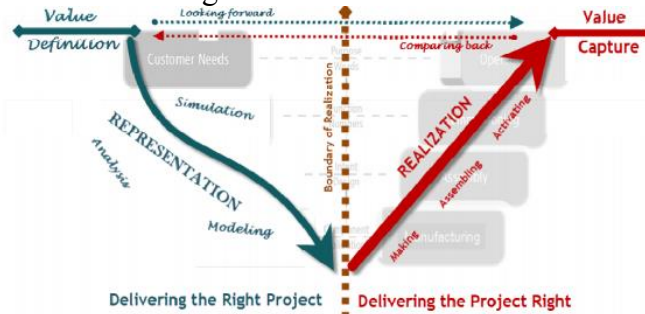 Value
Definition
Looking forward
Comparing back
Value
Capture
Customer Needs
Simulation
REPRESENTATION
Analysis
Modeling
Boundary of Realization
REALIZATION
Activating
Assembling
Making
Manufacturing
Delivering the Right Project
Delivering the Project Right